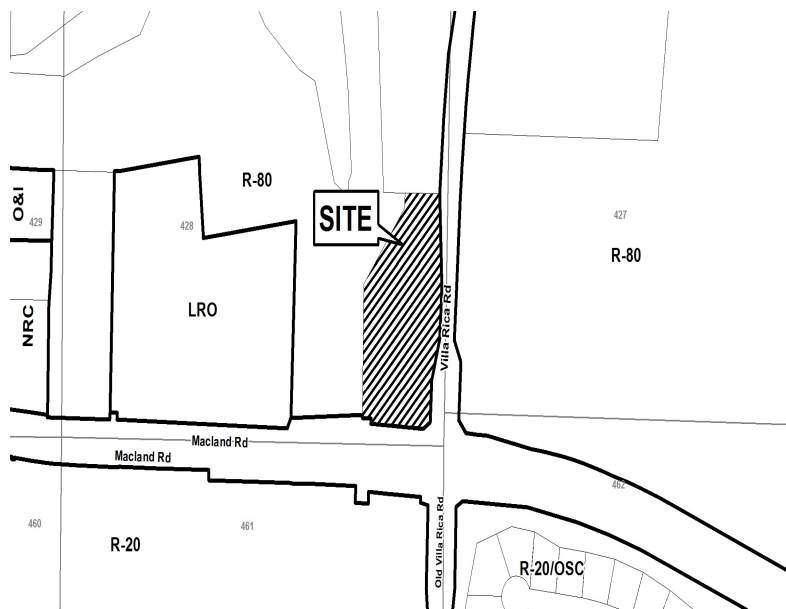 R-80
SITE
O&I
429
428
427
R-80
LRO
NRC
Villa Rica Rd
Macland Rd
Macland Rd
462
460
461
R-20
Old Villa Rica Rd
R-20/OSC